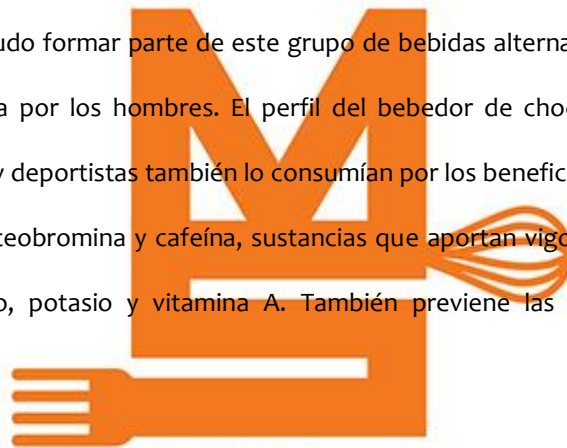 udo formar parte de este grupo de bebidas alterna
a por los hombres. El perfil del bebedor de choc
y deportistas también lo consumían por los benefic
teobromina y cafeína, sustancias que aportan vigo
o, potasio y vitamina A. También previene las